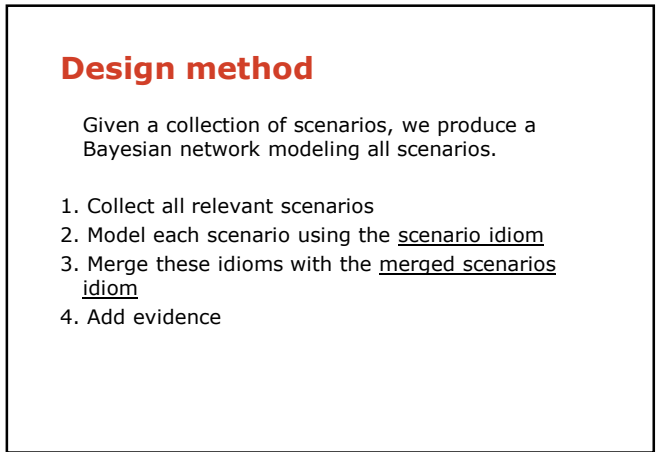 Design method
Given a collection of scenarios, we produce a
Bayesian network modeling all scenarios.
1. Collect all relevant scenarios
2. Model each scenario using the scenario idiom
3. Merge these idioms with the merged scenarios
idiom
4. Add evidence